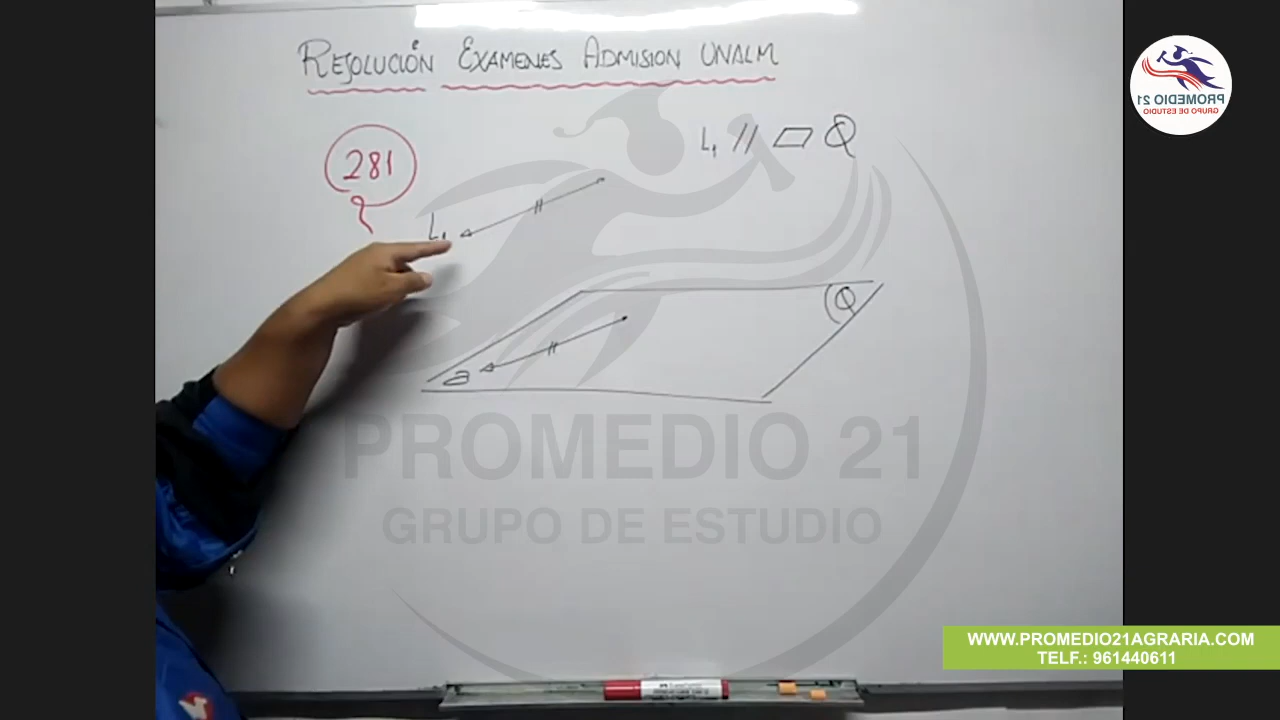 RESOLUCIÓN EXAMENES ADMISION UNALM
281
L₁ // ▱ Q
L₁
Q
a
PROMEDIO 21
GRUPO DE ESTUDIO
PROMEDIO 21
GRUPO DE ESTUDIO
WWW.PROMEDIO21AGRARIA.COM
TELF.: 961440611